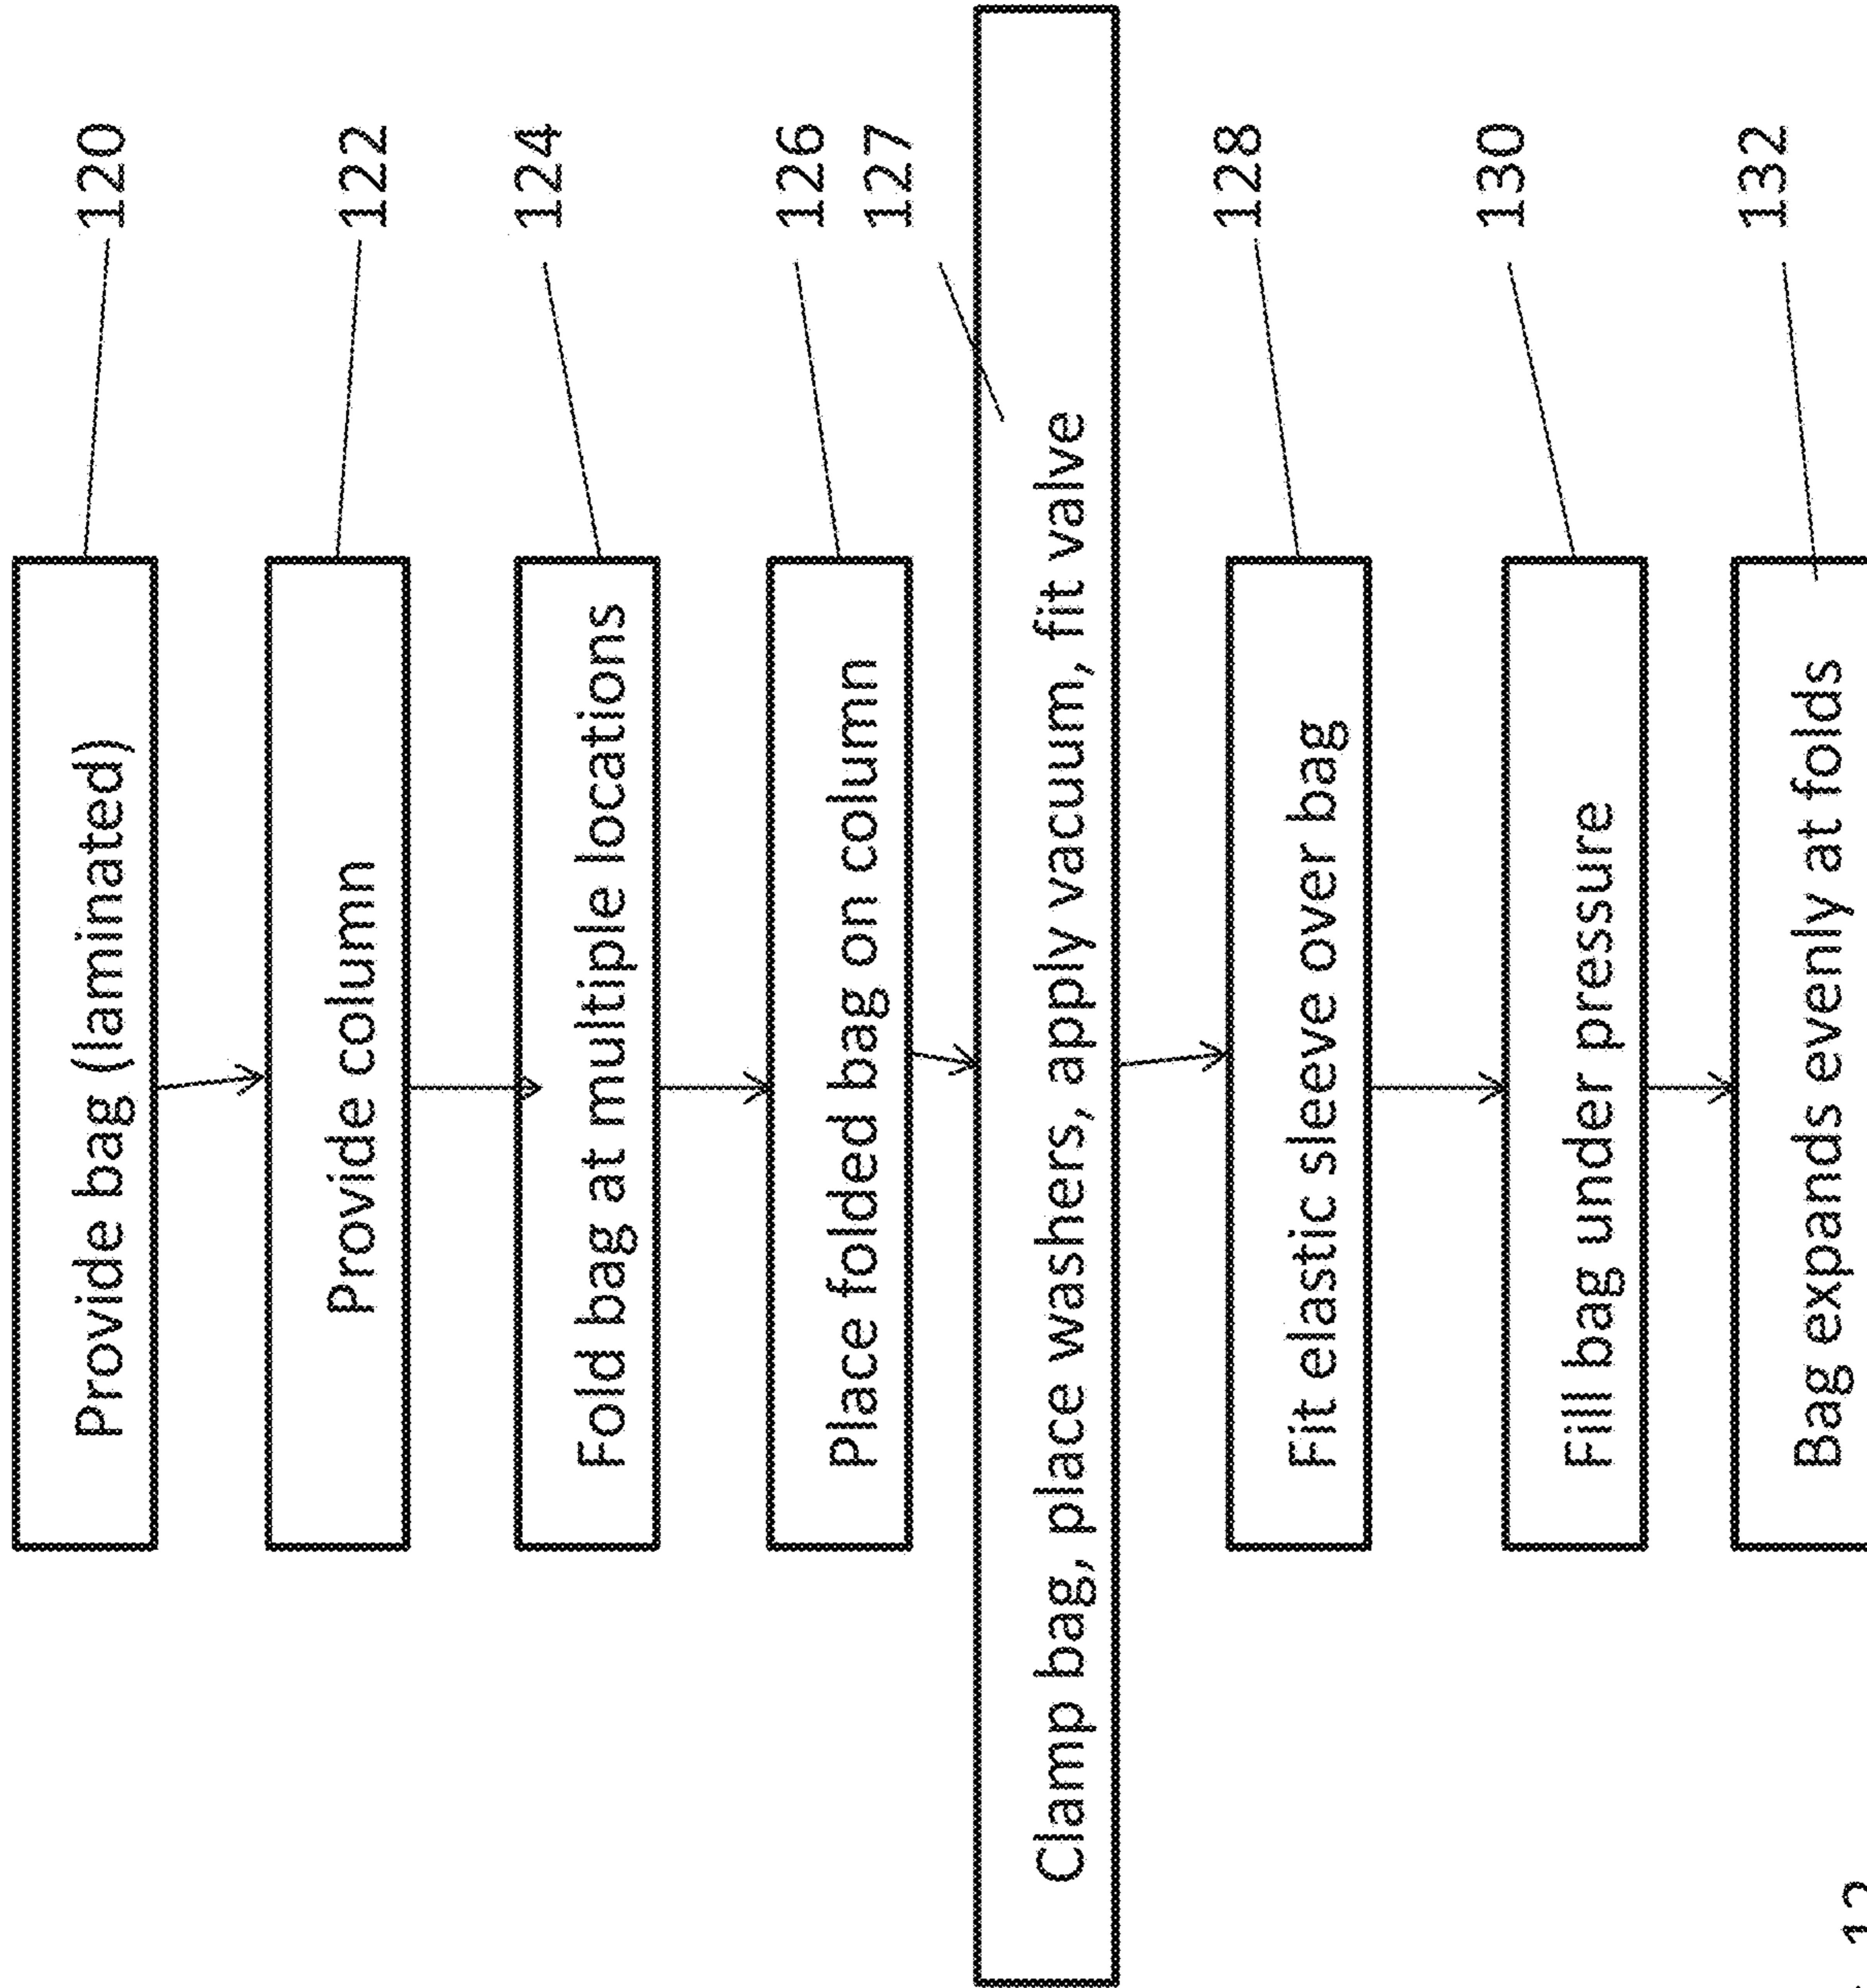 Provide bag (laminated)
120
Provide column
122
Fold bag at multiple locations
124
Place folded bag on column
126
127
Clamp bag, place washers, apply vacuum, fit valve
Fit elastic sleeve over bag
128
Fill bag under pressure
130
Bag expands evenly at folds
132
12